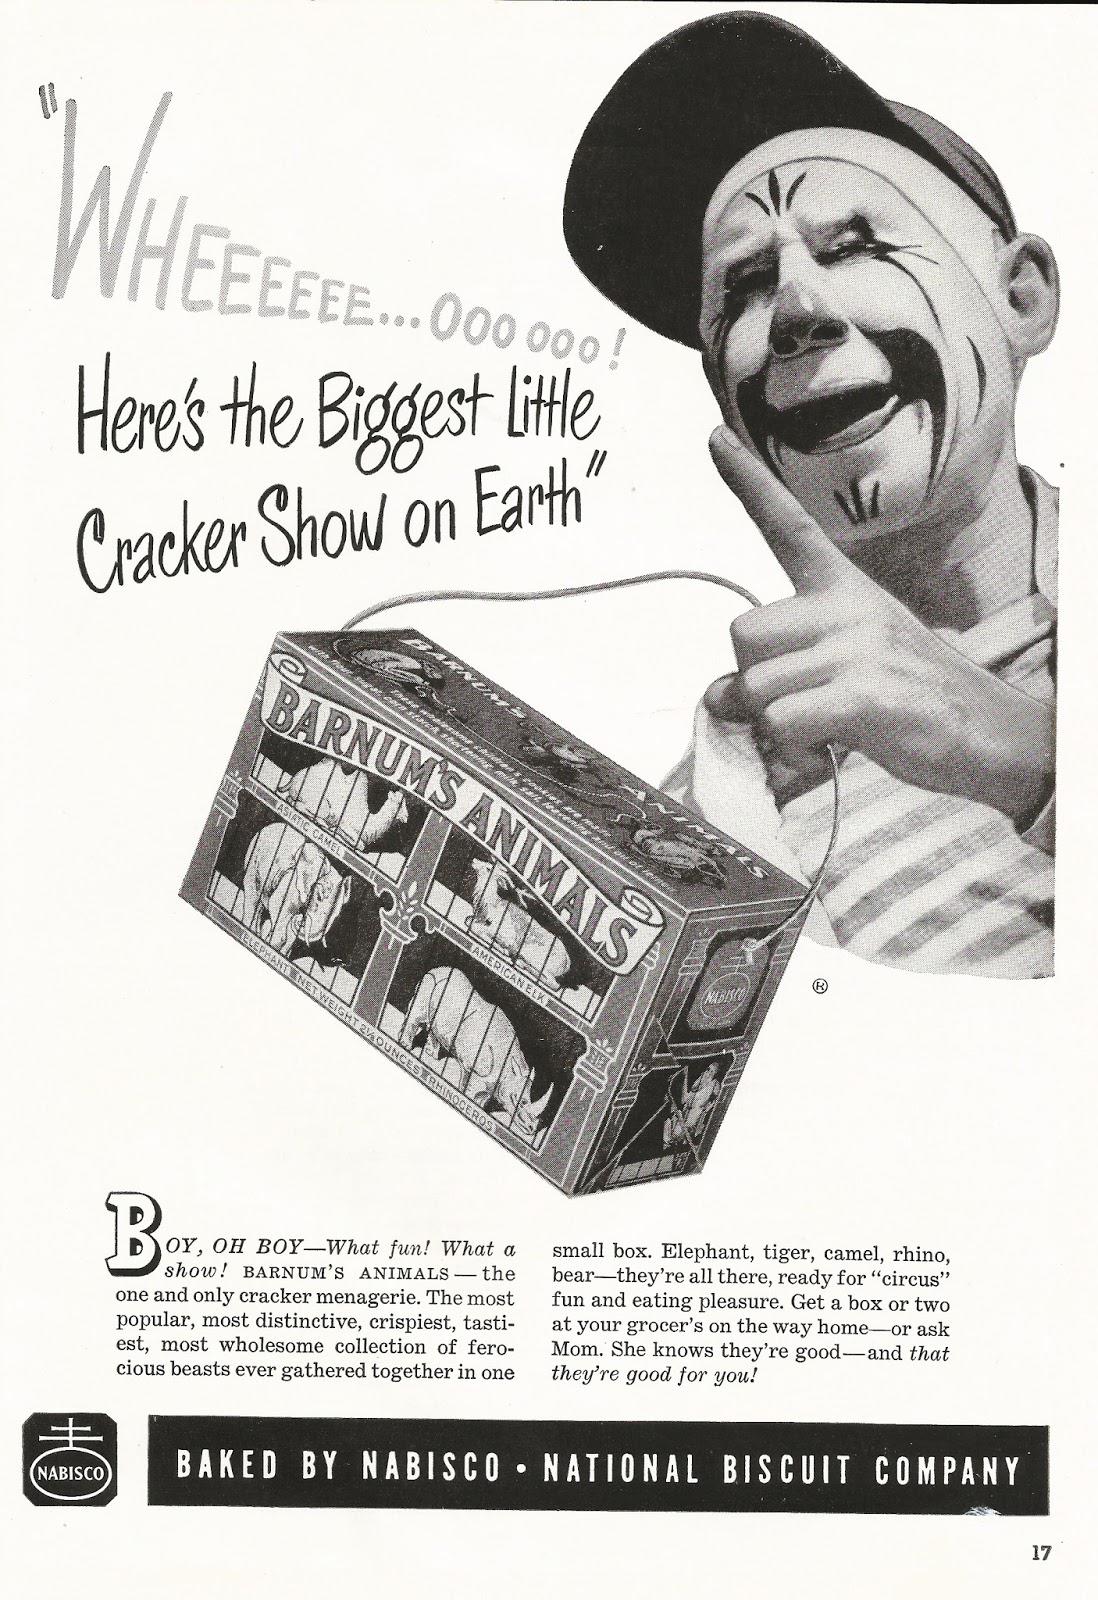 "WHEEEEEE...OOO OOO!
Here's the Biggest Little
Cracker Show on Earth"
BARNUM'S ANIMALS
BARNUM'S ANIMALS
ASIATIC CAMEL
AMERICAN ELK
ELEPHANT NET WEIGHT 2⅛ OUNCES RHINOCEROS
NABISCO
®
BOY, OH BOY—What fun! What a
show! BARNUM'S ANIMALS—the
one and only cracker menagerie. The most
popular, most distinctive, crispiest, tasti-
est, most wholesome collection of fero-
cious beasts ever gathered together in one
small box. Elephant, tiger, camel, rhino,
bear—they're all there, ready for "circus"
fun and eating pleasure. Get a box or two
at your grocer's on the way home—or ask
Mom. She knows they're good—and that
they're good for you!
NABISCO
BAKED BY NABISCO • NATIONAL BISCUIT COMPANY
17